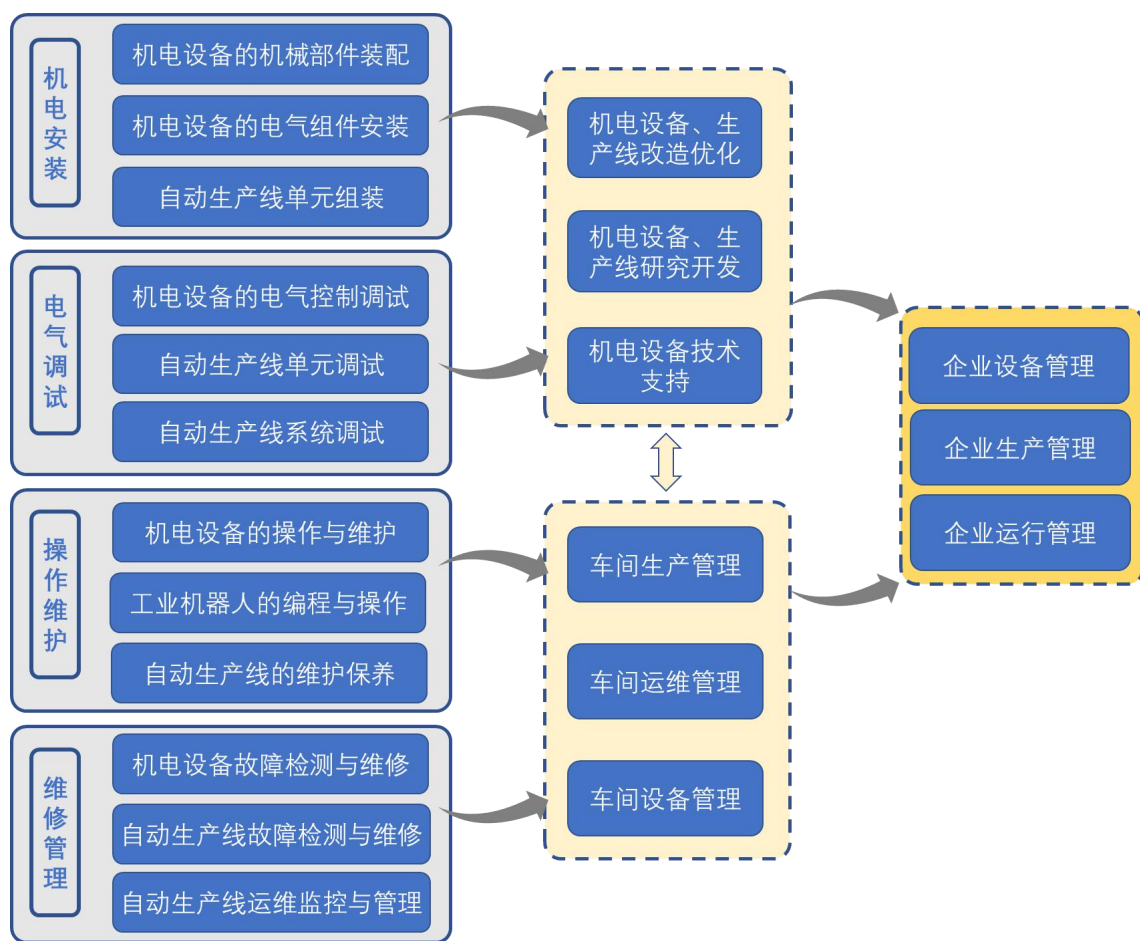 机电安装
机电设备的机械部件装配
机电设备的电气组件安装
自动生产线单元组装
电气调试
机电设备的电气控制调试
自动生产线单元调试
自动生产线系统调试
操作维护
机电设备的操作与维护
工业机器人的编程与操作
自动生产线的维护保养
维修管理
机电设备故障检测与维修
自动生产线故障检测与维修
自动生产线运维监控与管理
机电设备、生
产线改造优化
机电设备、生
产线研究开发
机电设备技术
支持
车间生产管理
车间运维管理
车间设备管理
企业设备管理
企业生产管理
企业运行管理